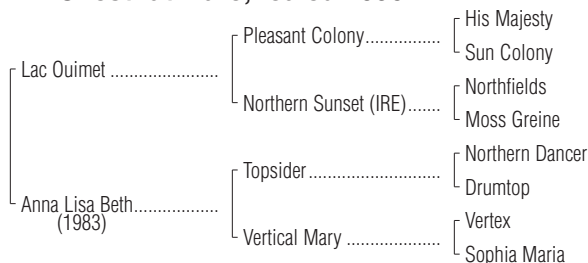 His Majesty
Pleasant Colony................
Sun Colony
Lac Ouimet .......................
Northfields
Northern Sunset (IRE).......
Moss Greine
Northern Dancer
Topsider............................
Drumtop
Anna Lisa Beth..................
(1983)
Vertex
Vertical Mary ....................
Sophia Maria